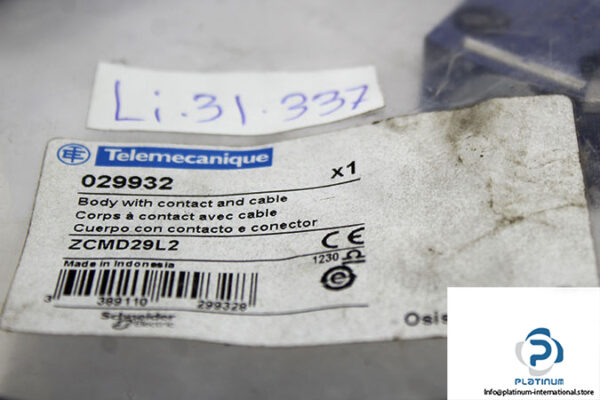 Li.31.337
Telemecanique
029932 x1
Body with contact and cable
Corps à contact avec cable
Cuerpo con contacto e conector
ZCMD29L2 CE
Made in Indonesia 1230
3 389110 299328
Schneider Electric
Osis
PLATINUM
Info@platinum-international.store